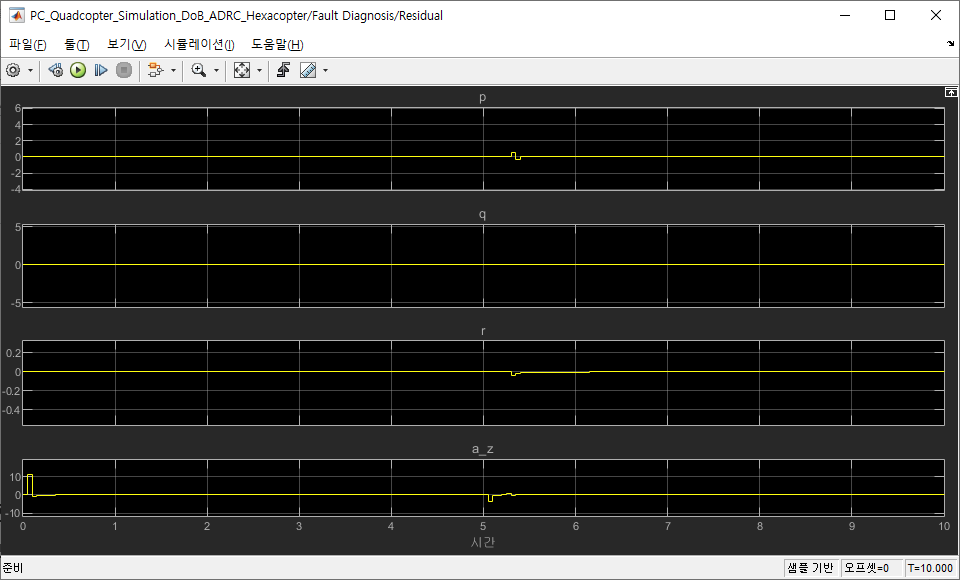 PC_Quadcopter_Simulation_DoB_ADRC_Hexacopter/Fault Diagnosis/Residual
파일(F) 툴(T) 보기(V) 시뮬레이션(I) 도움말(H)
p
6
4
2
0
-2
-4
q
5
0
-5
r
0.2
0
-0.2
-0.4
a_z
10
0
-10
0 1 2 3 4 5 6 7 8 9 10
시간
준비 샘플 기반 오프셋=0 T=10.000